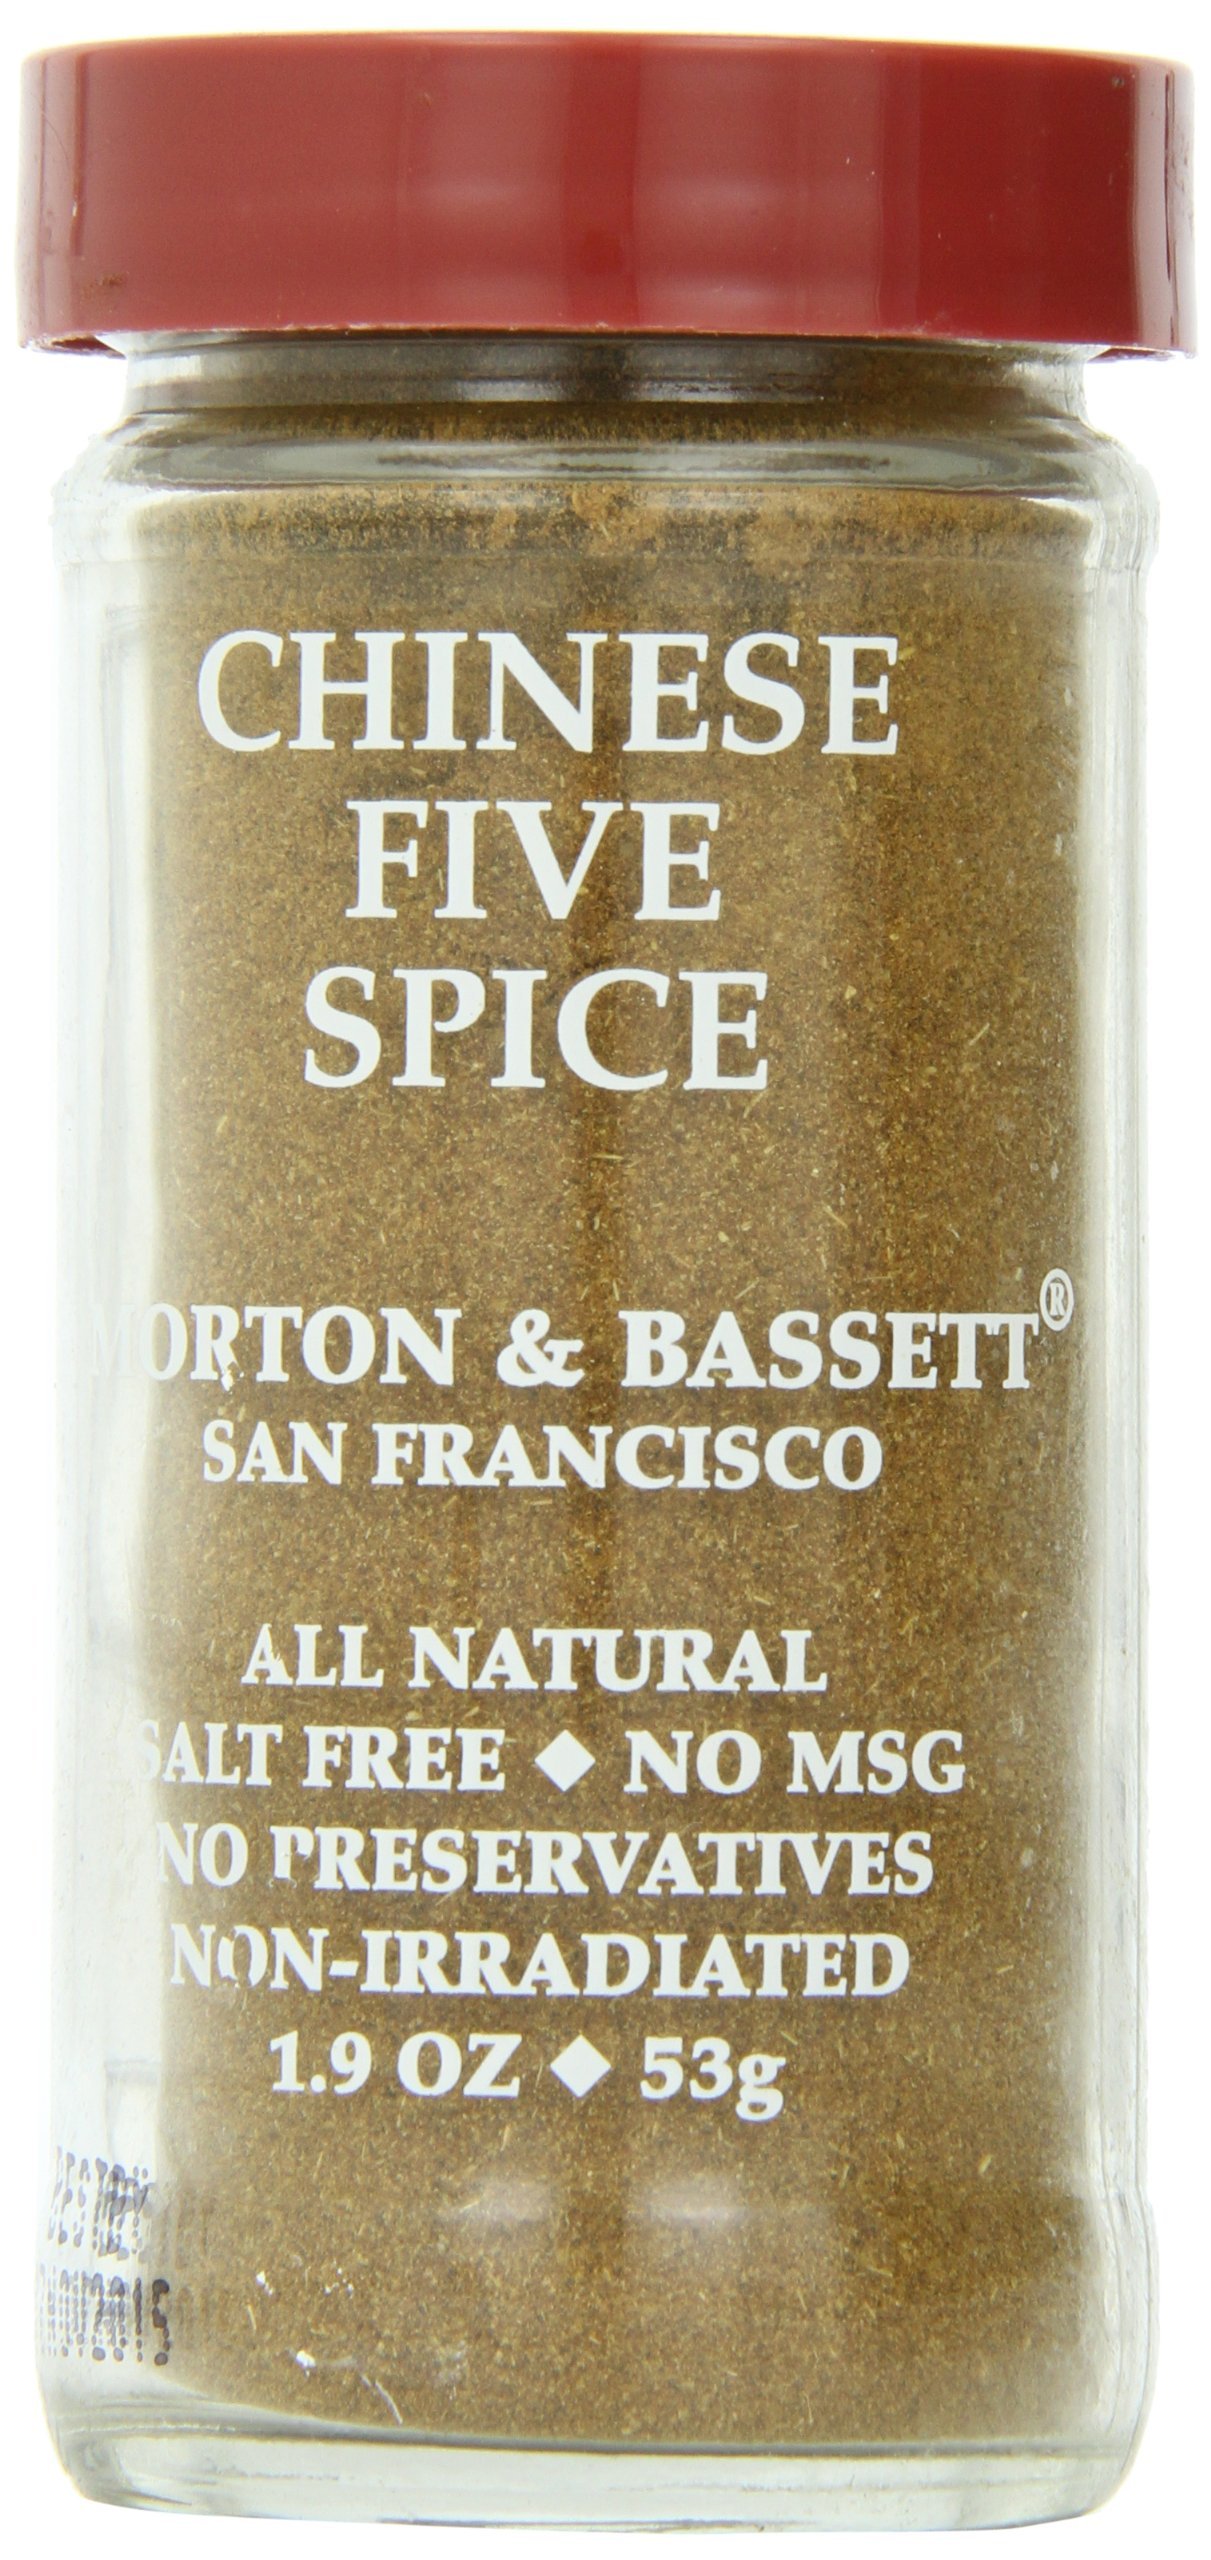 CHINESE
FIVE
SPICE
MORTON & BASSETT®
SAN FRANCISCO
ALL NATURAL
SALT FREE ◆ NO MSG
NO PRESERVATIVES
NON-IRRADIATED
1.9 OZ ◆ 53g